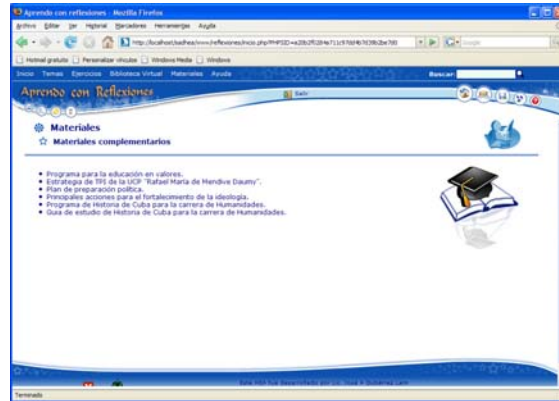 Aprendo con reflexiones - Mozilla Firefox
Archivo Editar Ver Historial Marcadores Herramientas Ayuda
Hotmail gratuito Personalizar vínculos Windows Media Windows
Inicio Temas Ejercicios Biblioteca Virtual Materiales Ayuda Buscar:
Aprendo con Reflexiones
Salir
Materiales
Materiales complementarios
Programa para la educación en valores.
Estrategia de TPI de la UCP "Rafael María de Mendive Daumy".
Plan de preparación política.
Principales acciones para el fortalecimiento de la ideología.
Programa de Historia de Cuba para la carrera de Humanidades.
Guia de estudio de Historia de Cuba para la carrera de Humanidades.
Terminado